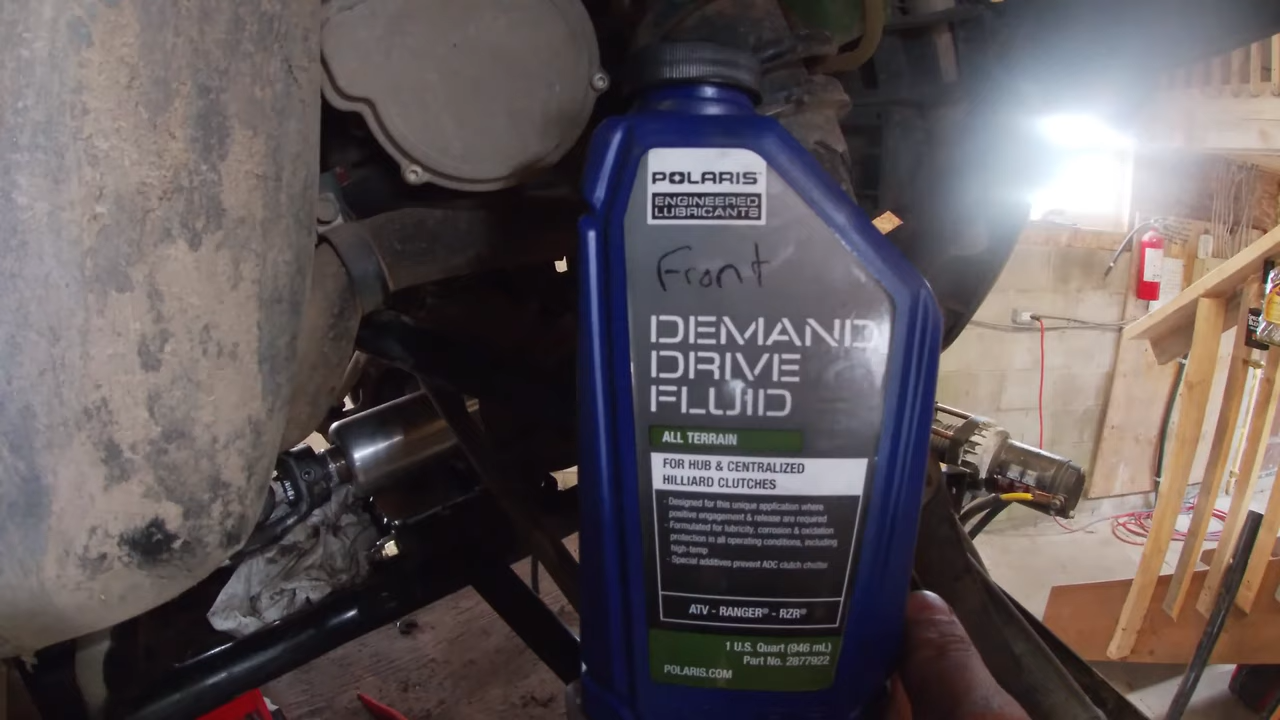 POLARIS
ENGINEERED
LUBRICANTS
Front
DEMAND
DRIVE
FLUID
ALL TERRAIN
FOR HUB & CENTRALIZED
HILLIARD CLUTCHES
- Designed for this unique application where
positive engagement & release are required
- Formulated for lubricity, corrosion & oxidation
protection in all operating conditions, including
high-temp
- Special additives prevent ADC clutch chatter
ATV - RANGER® - RZR®
1 U.S. Quart (946 mL)
Part No. 2877922
POLARIS.COM